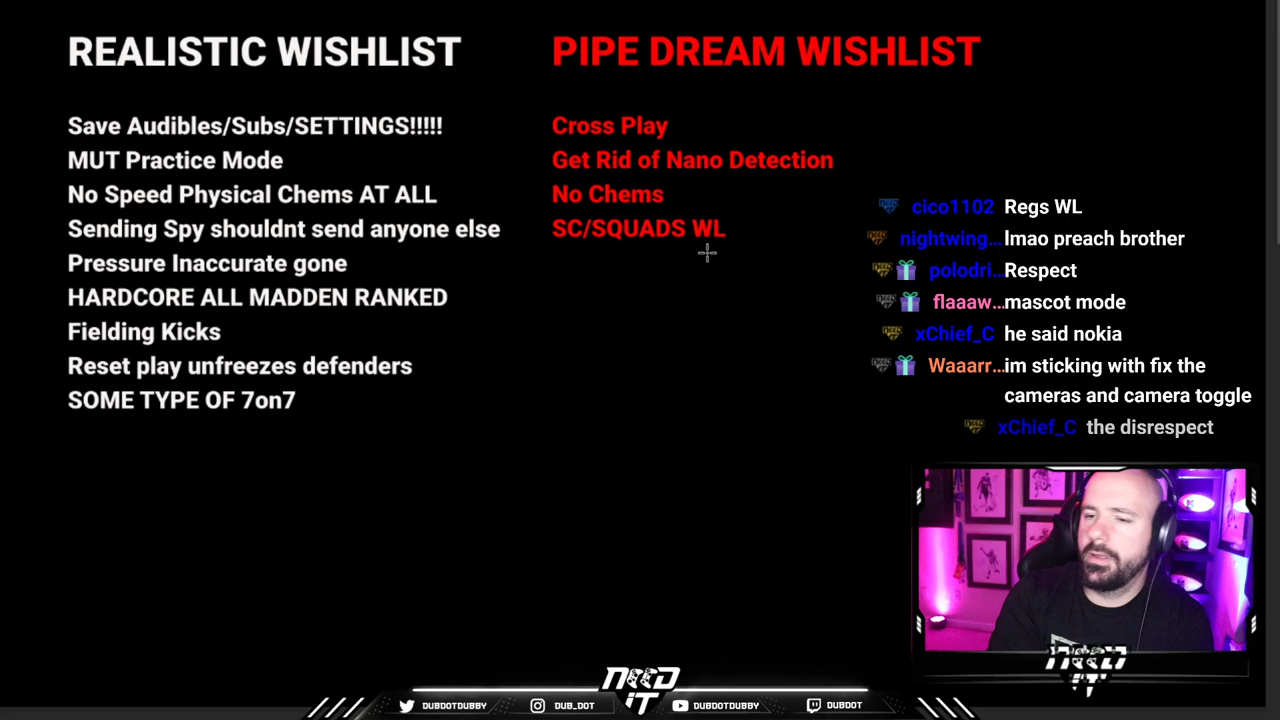 REALISTIC WISHLIST
Save Audibles/Subs/SETTINGS!!!!!
MUT Practice Mode
No Speed Physical Chems AT ALL
Sending Spy shouldnt send anyone else
Pressure Inaccurate gone
HARDCORE ALL MADDEN RANKED
Fielding Kicks
Reset play unfreezes defenders
SOME TYPE OF 7on7
PIPE DREAM WISHLIST
Cross Play
Get Rid of Nano Detection
No Chems
SC/SQUADS WL
cico1102 Regs WL
nightwing… lmao preach brother
polodri… Respect
flaaaw… mascot mode
xChief_C he said nokia
Waaarr… im sticking with fix the
cameras and camera toggle
xChief_C the disrespect
NEED
IT
DUBDOTDUBBY DUB_DOT DUBDOTDUBBY DUBDOT